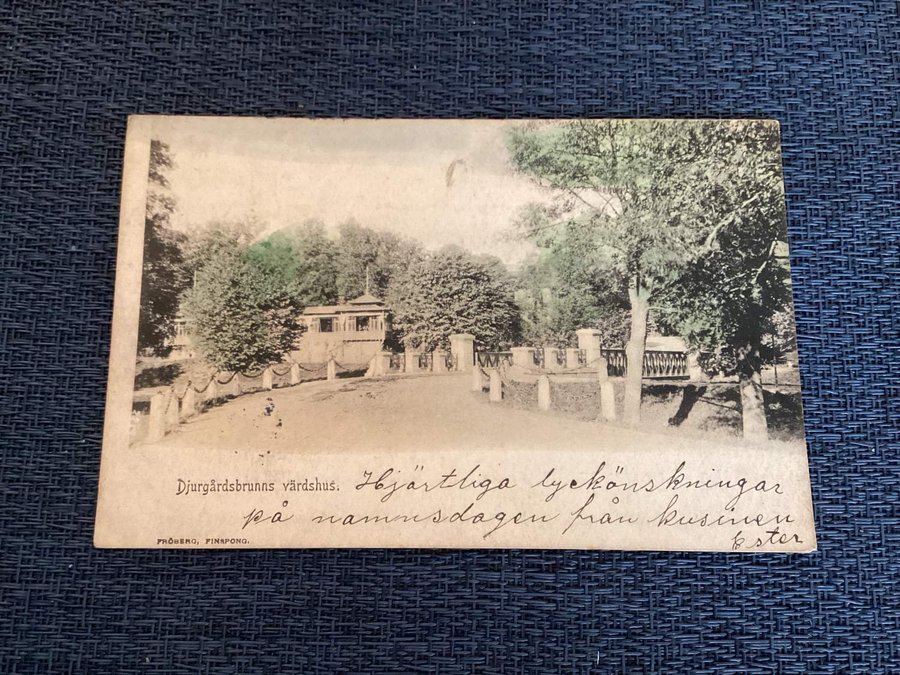 Djurgårdsbrunns värdshus. Hjärtliga lyckönskningar
på namnsdagen från kusinen
Ester
FRÖBERG, FINSPONG.